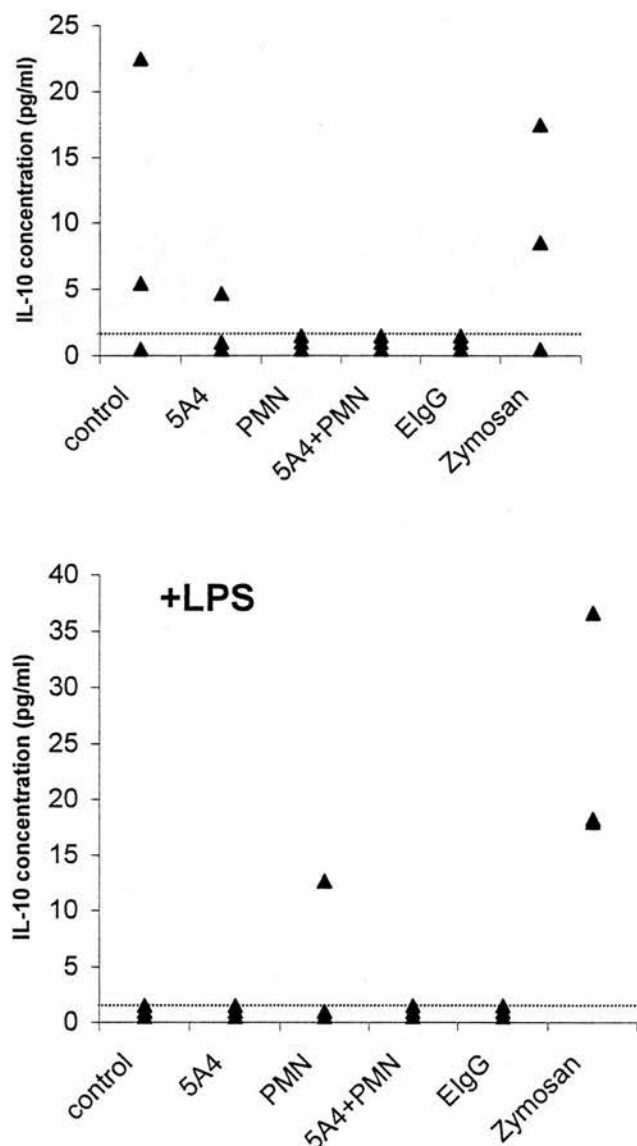 25
20
15
10
5
0
IL-10 concentration (pg/ml)
control
5A4
PMN
5A4+PMN
EIgG
Zymosan
+LPS
40
35
30
25
20
15
10
5
0
IL-10 concentration (pg/ml)
control
5A4
PMN
5A4+PMN
EIgG
Zymosan